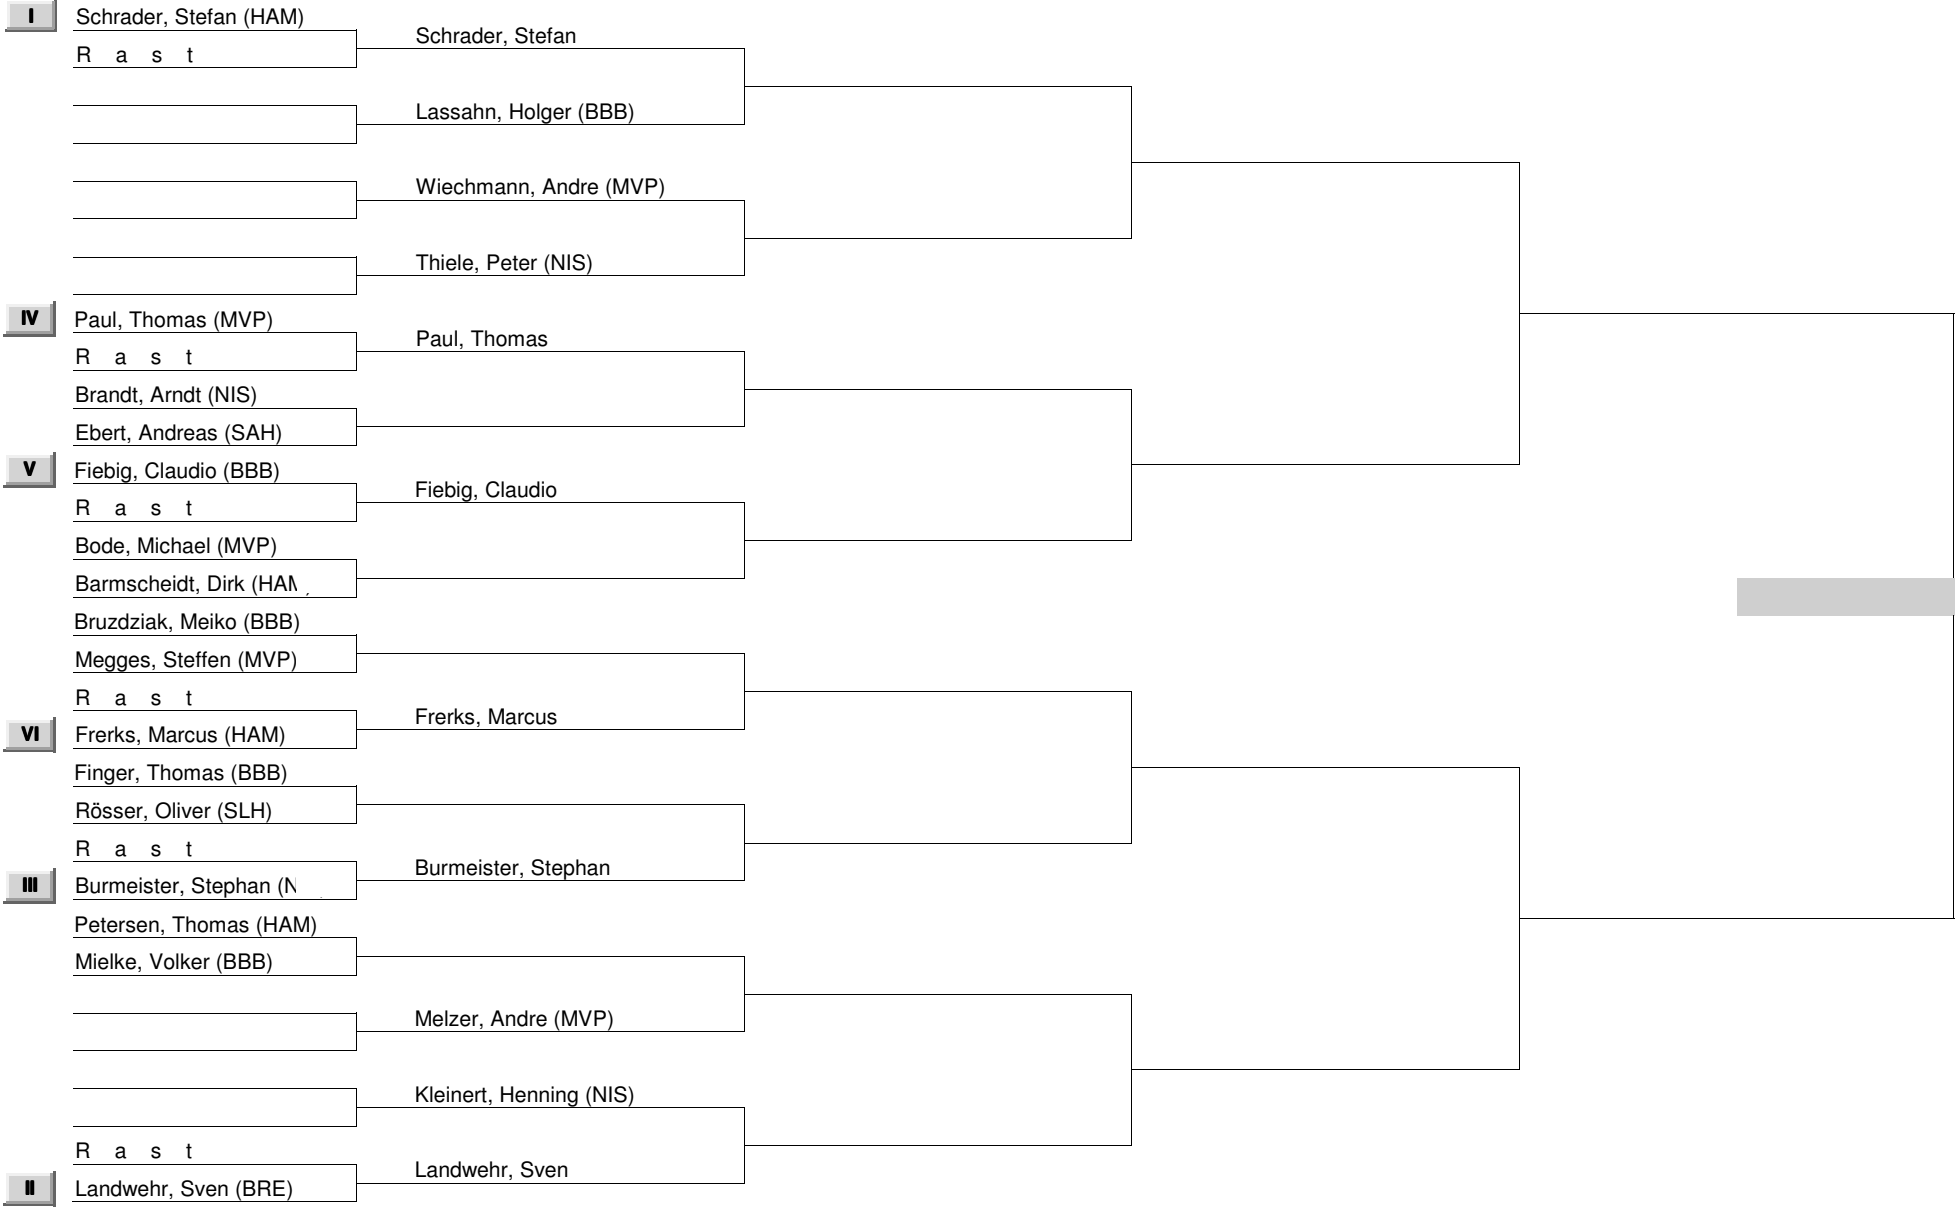 I Schrader, Stefan (HAM)
Schrader, Stefan
R a s t
Lassahn, Holger (BBB)
Wiechmann, Andre (MVP)
Thiele, Peter (NIS)
IV Paul, Thomas (MVP)
Paul, Thomas
R a s t
Brandt, Arndt (NIS)
Ebert, Andreas (SAH)
V Fiebig, Claudio (BBB)
Fiebig, Claudio
R a s t
Bode, Michael (MVP)
Barmscheidt, Dirk (HAM
Bruzdziak, Meiko (BBB)
Megges, Steffen (MVP)
R a s t
Frerks, Marcus
VI Frerks, Marcus (HAM)
Finger, Thomas (BBB)
Rösser, Oliver (SLH)
R a s t
Burmeister, Stephan
III Burmeister, Stephan (N
Petersen, Thomas (HAM)
Mielke, Volker (BBB)
Melzer, Andre (MVP)
Kleinert, Henning (NIS)
R a s t
Landwehr, Sven
II Landwehr, Sven (BRE)